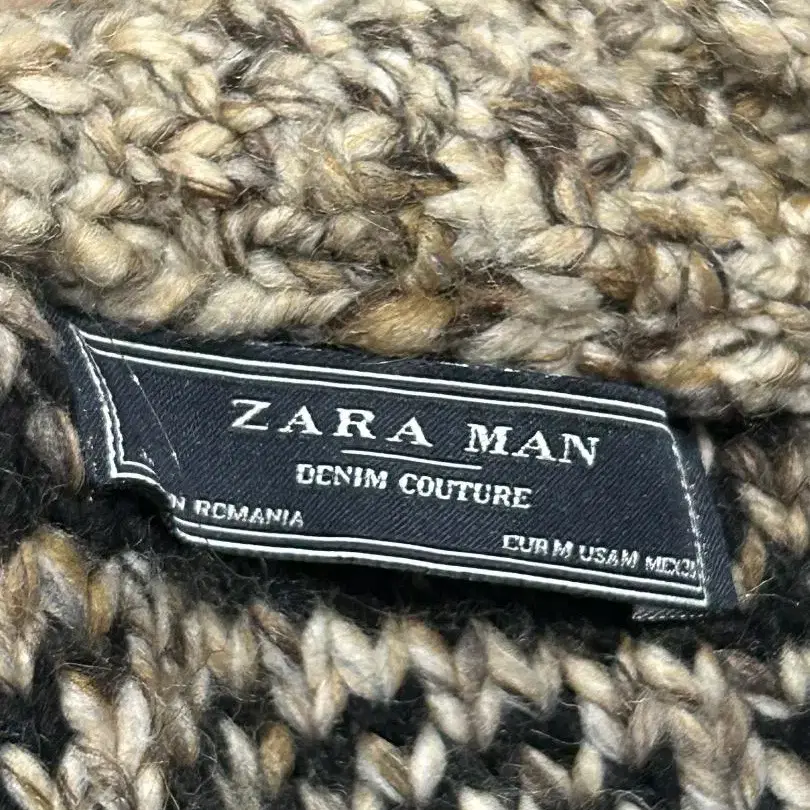 ZARA MAN
DENIM COUTURE
N ROMANIA
EUR M USA M MEX